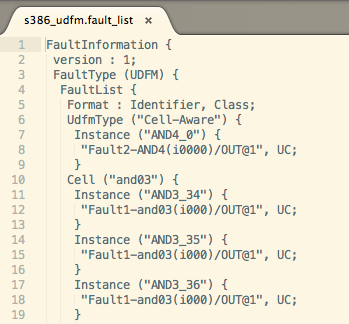 s386_udfm.fault_list ×
1 FaultInformation {
2 version : 1;
3 FaultType (UDFM) {
4 FaultList {
5 Format : Identifier, Class;
6 UdfmType ("Cell-Aware") {
7 Instance ("AND4_0") {
8 "Fault2-AND4(i0000)/OUT@1", UC;
9 }
10 Cell ("and03") {
11 Instance ("AND3_34") {
12 "Fault1-and03(i000)/OUT@1", UC;
13 }
14 Instance ("AND3_35") {
15 "Fault1-and03(i000)/OUT@1", UC;
16 }
17 Instance ("AND3_36") {
18 "Fault1-and03(i000)/OUT@1", UC;
19 }